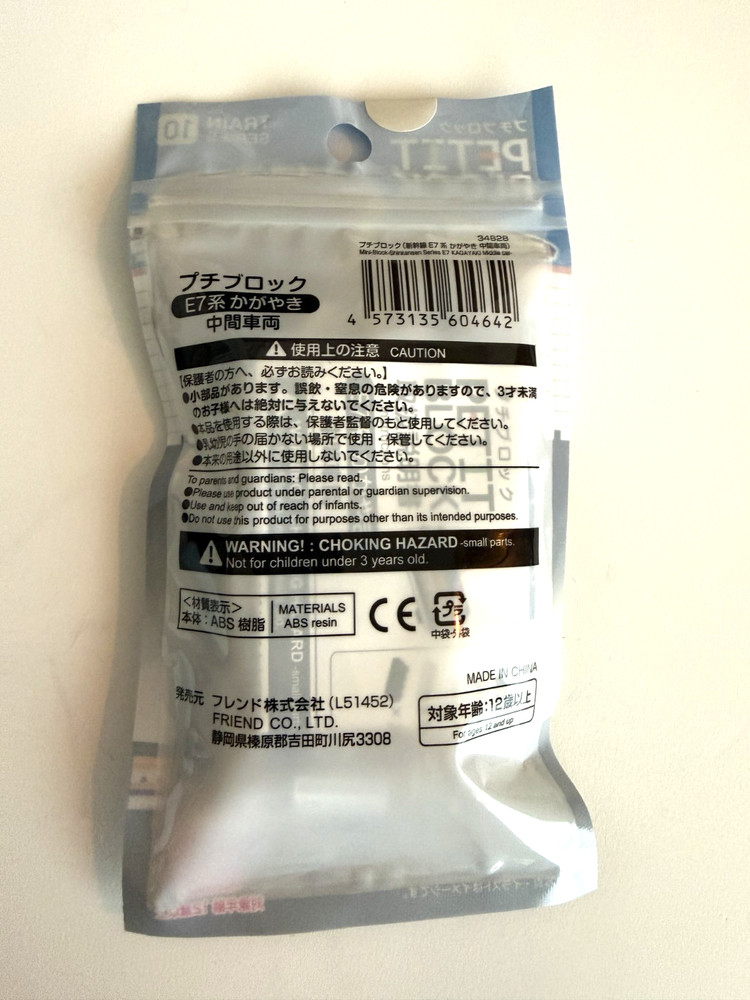 TRAIN
SERIES
10
プチブロック
PETIT
34828
プチブロック(新幹線 E7 系 かがやき 中間車両)
Mini-Block-Shinkansen Series E7 KAGAYAKI Middle car-
プチブロック
E7系 かがやき
中間車両
4 573135 604642
使用上の注意 CAUTION
【保護者の方へ、必ずお読みください。】
●小部品があります。誤飲・窒息の危険がありますので、3才未満
のお子様へは絶対に与えないでください。
●本品を使用する際は、保護者監督のもと使用してください。
●乳幼児の手の届かない場所で使用・保管してください。
●本来の用途以外に使用しないでください。
To parents and guardians: Please read.
●Please use product under parental or guardian supervision.
●Use and keep out of reach of infants.
●Do not use this product for purposes other than its intended purposes.
WARNING! : CHOKING HAZARD -small parts.
Not for children under 3 years old.
<材質表示>
本体:ABS 樹脂
MATERIALS
ABS resin
CE
プラ
中袋・外袋
MADE IN CHINA
発売元 フレンド株式会社(L51452)
FRIEND CO., LTD.
静岡県榛原郡吉田町川尻3308
対象年齢:12歳以上
For ages 12 and up